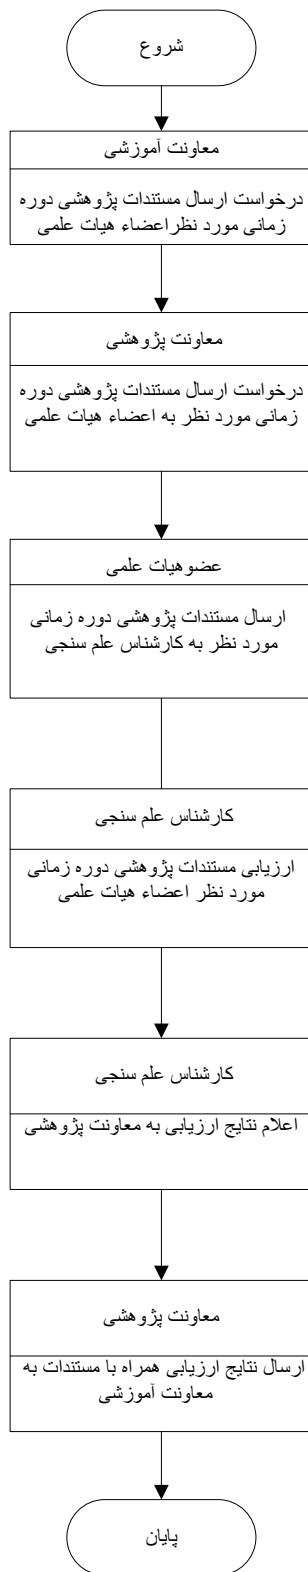 شروع
معاونت آموزشی
درخواست ارسال مستندات پژوهشی دوره
زمانی مورد نظراعضاء هیات علمی
معاونت پژوهشی
درخواست ارسال مستندات پژوهشی دوره
زمانی مورد نظر به اعضاء هیات علمی
عضوهیات علمی
ارسال مستندات پژوهشی دوره زمانی
مورد نظر به کارشناس علم سنجی
کارشناس علم سنجی
ارزیابی مستندات پژوهشی دوره زمانی
مورد نظر اعضاء هیات علمی
کارشناس علم سنجی
اعلام نتایج ارزیابی به معاونت پژوهشی
معاونت پژوهشی
ارسال نتایج ارزیابی همراه با مستندات به
معاونت آموزشی
پایان